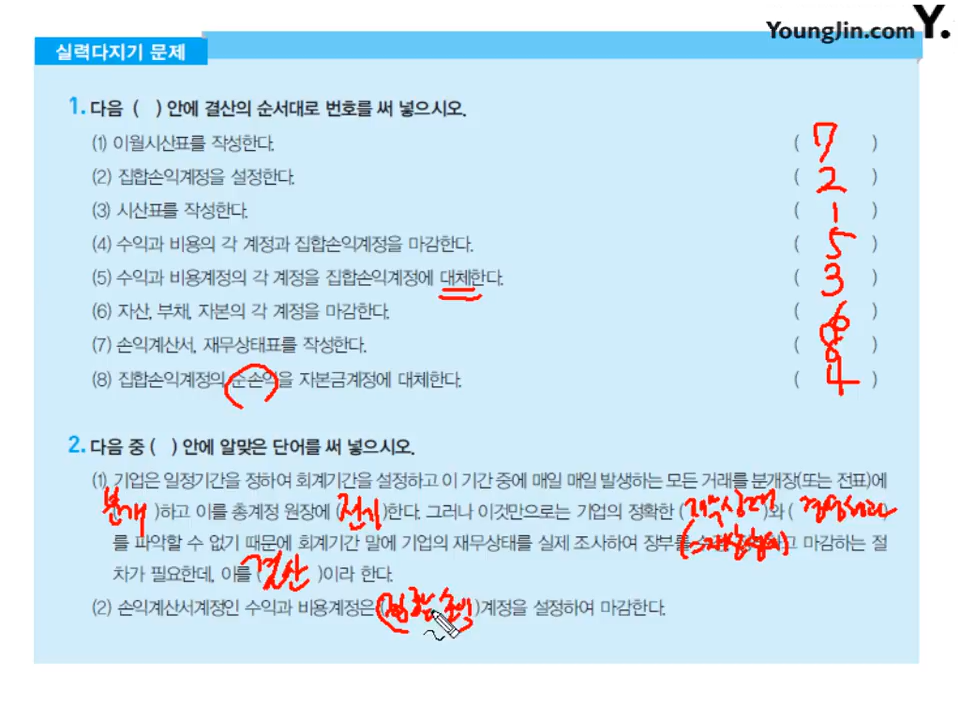 YoungJin.com Y.
실력다지기 문제
1. 다음 ( ) 안에 결산의 순서대로 번호를 써 넣으시오.
(1) 이월시산표를 작성한다. ( 7 )
(2) 집합손익계정을 설정한다. ( 2 )
(3) 시산표를 작성한다. ( 1 )
(4) 수익과 비용의 각 계정과 집합손익계정을 마감한다. ( 5 )
(5) 수익과 비용계정의 각 계정을 집합손익계정에 대체한다. ( 3 )
(6) 자산, 부채, 자본의 각 계정을 마감한다. ( 6 )
(7) 손익계산서, 재무상태표를 작성한다. ( 8 )
(8) 집합손익계정의 순손익을 자본금계정에 대체한다. ( 4 )
2. 다음 중 ( ) 안에 알맞은 단어를 써 넣으시오.
(1) 기업은 일정기간을 정하여 회계기간을 설정하고 이 기간 중에 매일 매일 발생하는 모든 거래를 분개장(또는 전표)에
(분개)하고 이를 총계정 원장에 (전기)한다. 그러나 이것만으로는 기업의 정확한 (재무상태)와 (경영성과
를 파악할 수 없기 때문에 회계기간 말에 기업의 재무상태를 실제 조사하여 장부를 고 마감하는 절
차가 필요한데, 이를 (결산)이라 한다.
(2) 손익계산서계정인 수익과 비용계정은 (집합손익)계정을 설정하여 마감한다.